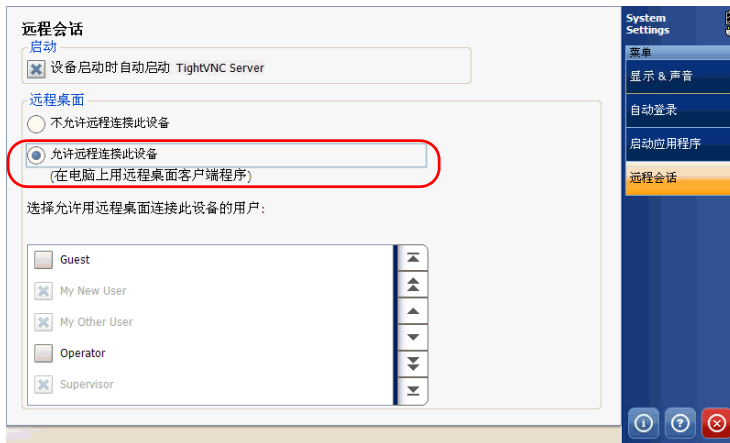 远程会话
启动
设备启动时自动启动 TightVNC Server
远程桌面
不允许远程连接此设备
允许远程连接此设备
(在电脑上用远程桌面客户端程序)
选择允许用远程桌面连接此设备的用户:
Guest
My New User
My Other User
Operator
Supervisor
System
Settings
菜单
显示 & 声音
自动登录
启动应用程序
远程会话